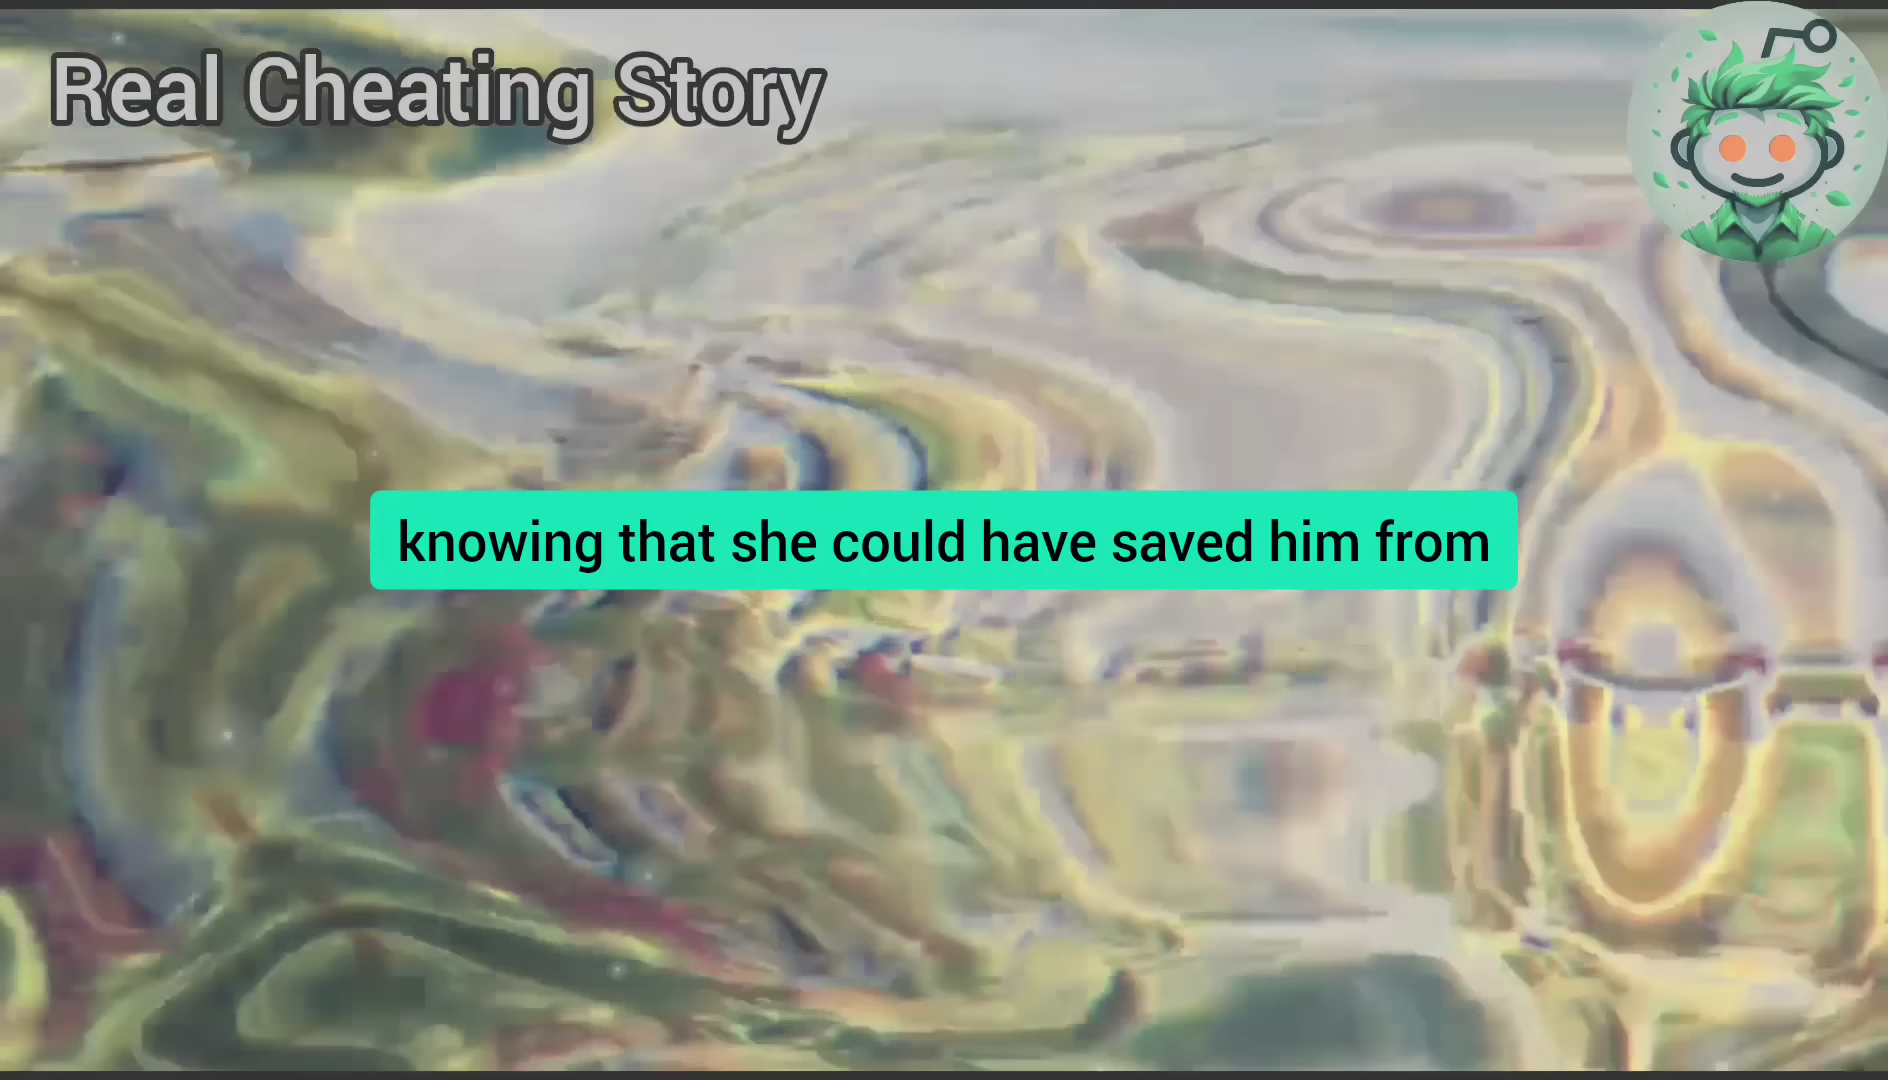 Real Cheating Story
knowing that she could have saved him from